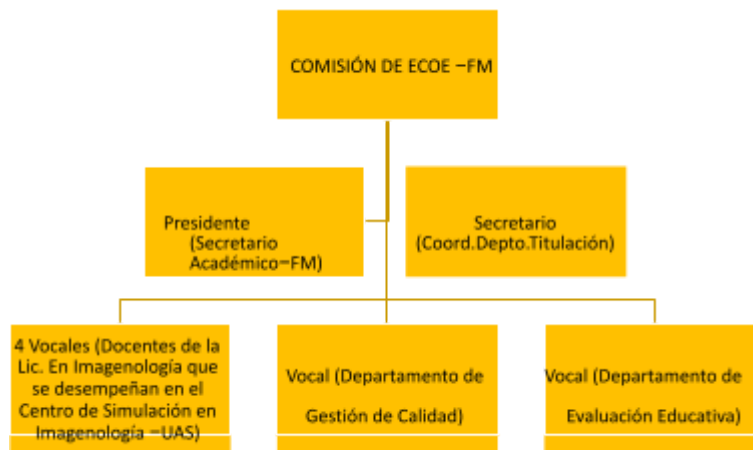 COMISIÓN DE ECOE −FM
Presidente
(Secretario
Académico−FM)
Secretario
(Coord.Depto.Titulación)
4 Vocales (Docentes de la
Lic. En Imagenología que
se desempeñan en el
Centro de Simulación en
Imagenología −UAS)
Vocal (Departamento de
Gestión de Calidad)
Vocal (Departamento de
Evaluación Educativa)